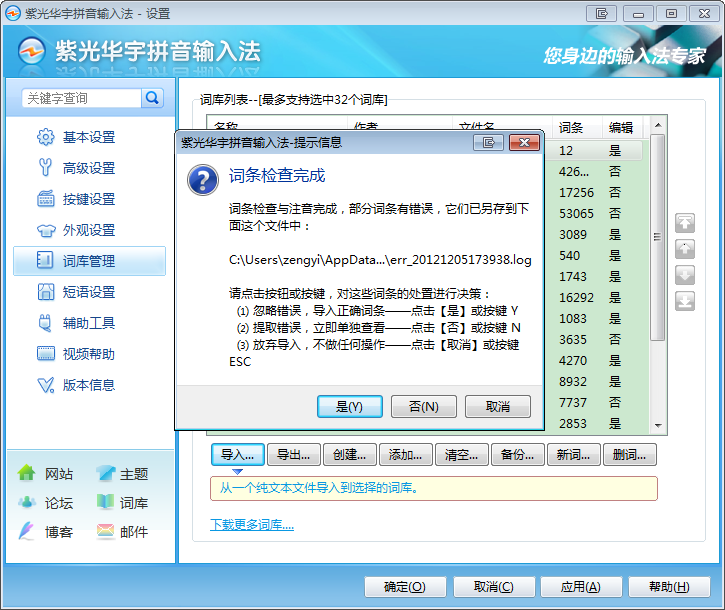 紫光华宇拼音输入法 - 设置
紫光华宇拼音输入法
您身边的输入法专家
关键字查询
基本设置
高级设置
按键设置
外观设置
词库管理
短语设置
辅助工具
视频帮助
版本信息
网站
主题
论坛
词库
博客
邮件
词库列表--[最多支持选中32个词库]
名称 作者 文件名 词条 编辑
12 是
426... 否
17256 否
53065 否
3089 是
540 是
1743 是
16292 是
1083 是
3635 否
4270 是
8932 是
7737 否
2853 是
紫光华宇拼音输入法-提示信息
词条检查完成
词条检查与注音完成，部分词条有错误，它们已另存到下
面这个文件中：
C:\Users\zengyi\AppData...\err_20121205173938.log
请点击按钮或按键，对这些词条的处置进行决策：
(1) 忽略错误，导入正确词条——点击【是】或按键 Y
(2) 提取错误，立即单独查看——点击【否】或按键 N
(3) 放弃导入，不做任何操作——点击【取消】或按键
ESC
是(Y) 否(N) 取消
导入... 导出... 创建... 添加... 清空... 备份... 新词... 删词...
从一个纯文本文件导入到选择的词库。
下载更多词库....
确定(O) 取消(C) 应用(A) 帮助(H)